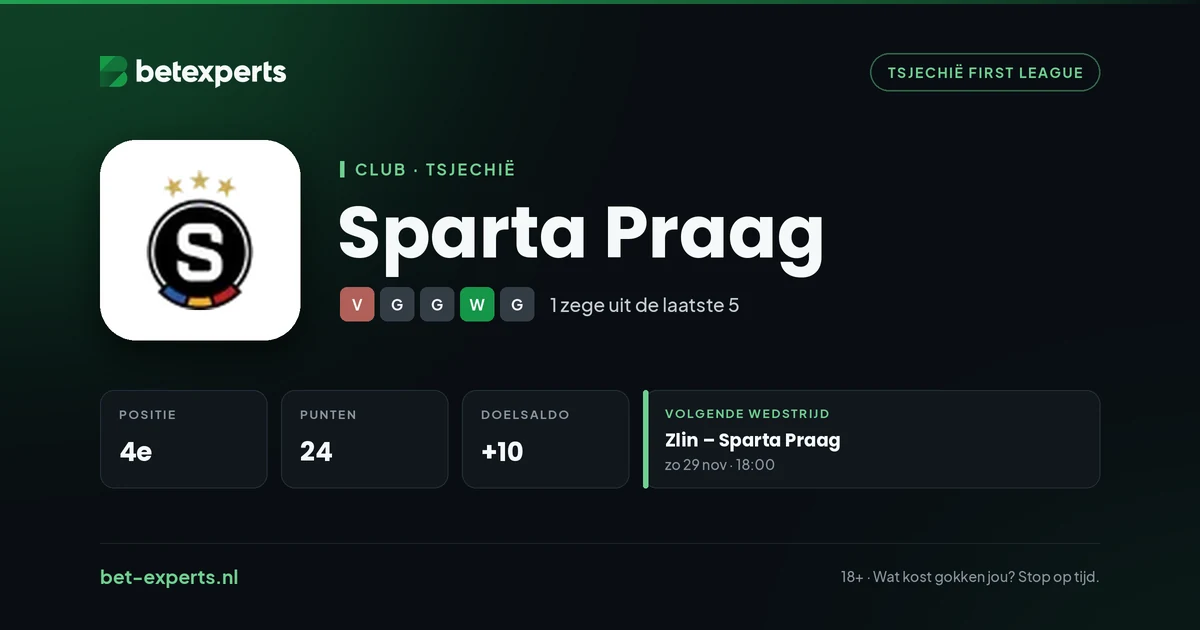 betexperts
TSJECHIË FIRST LEAGUE
S
CLUB · TSJECHIË
Sparta Praag
V G G W G 1 zege uit de laatste 5
POSITIE
4e
PUNTEN
24
DOELSALDO
+10
VOLGENDE WEDSTRIJD
Zlin – Sparta Praag
zo 29 nov · 18:00
bet-experts.nl
18+ · Wat kost gokken jou? Stop op tijd.